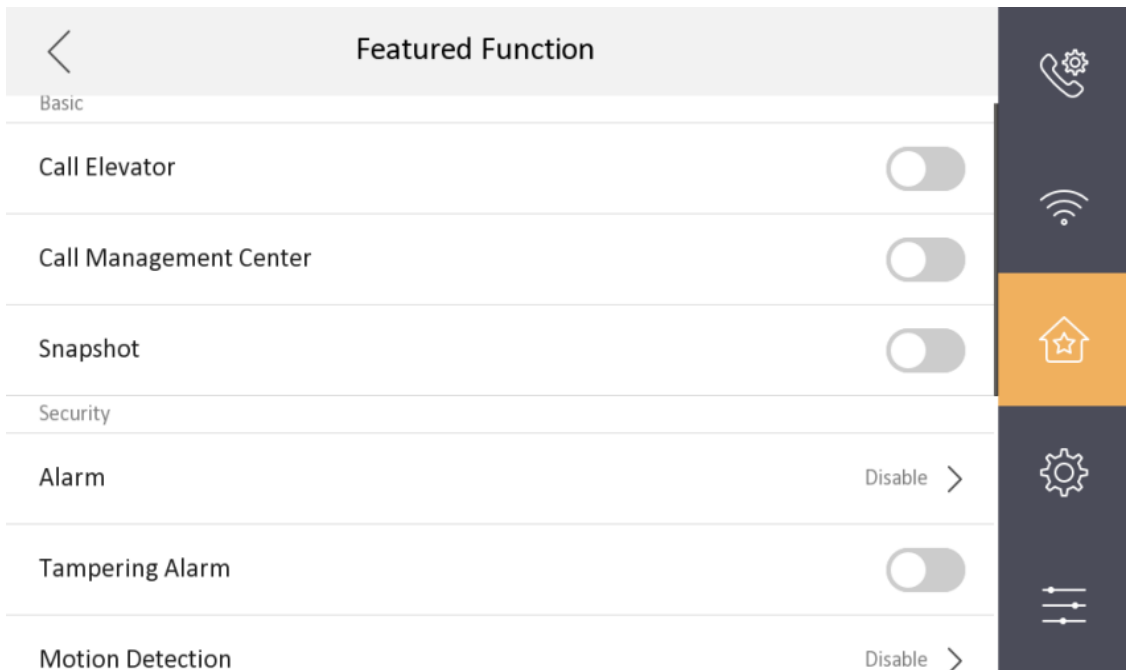 Featured Function
Basic
Call Elevator
Call Management Center
Snapshot
Security
Alarm
Disable
Tampering Alarm
Motion Detection
Disable